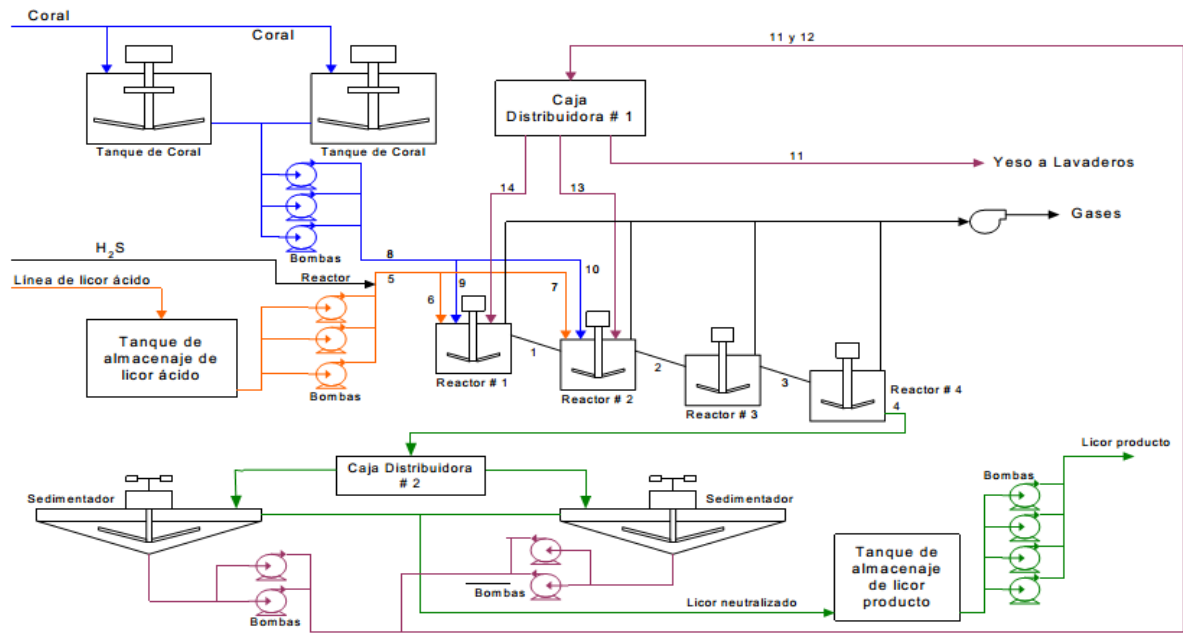 Coral
Coral
11 y 12
Caja
Distribuidora # 1
Tanque de Coral
Tanque de Coral
11
Yeso a Lavaderos
14
13
Gases
H2S
Bombas
8
Reactor
5
10
Línea de licor ácido
6
9
7
Tanque de
almacenaje de
licor ácido
Bombas
1
Reactor # 1
2
Reactor # 2
3
Reactor # 3
Reactor # 4
4
Licor producto
Caja Distribuidora
# 2
Bombas
Sedimentador
Sedimentador
Tanque de
almacenaje
de licor
producto
Bombas
Licor neutralizado
Bombas